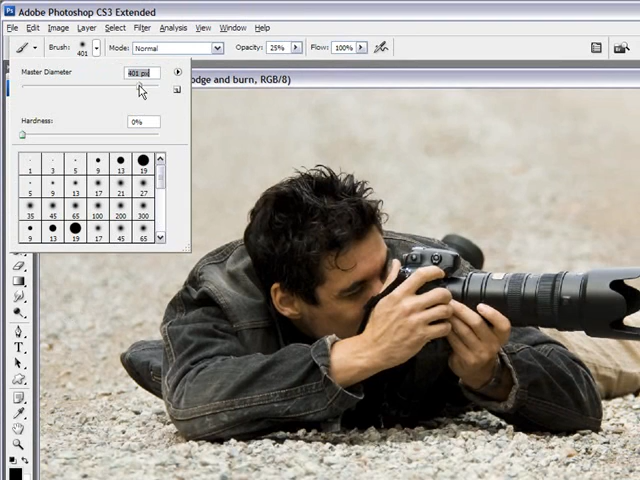 Ps Adobe Photoshop CS3 Extended
File Edit Image Layer Select Filter Analysis View Window Help
Brush: 401 Mode: Normal Opacity: 25% Flow: 100%
Master Diameter 401 px
odge and burn, RGB/8)
Hardness: 0%
1 3 5 9 13 19
5 9 13 17 21 27
35 45 65 100 200 300
9 13 19 17 45 65
T